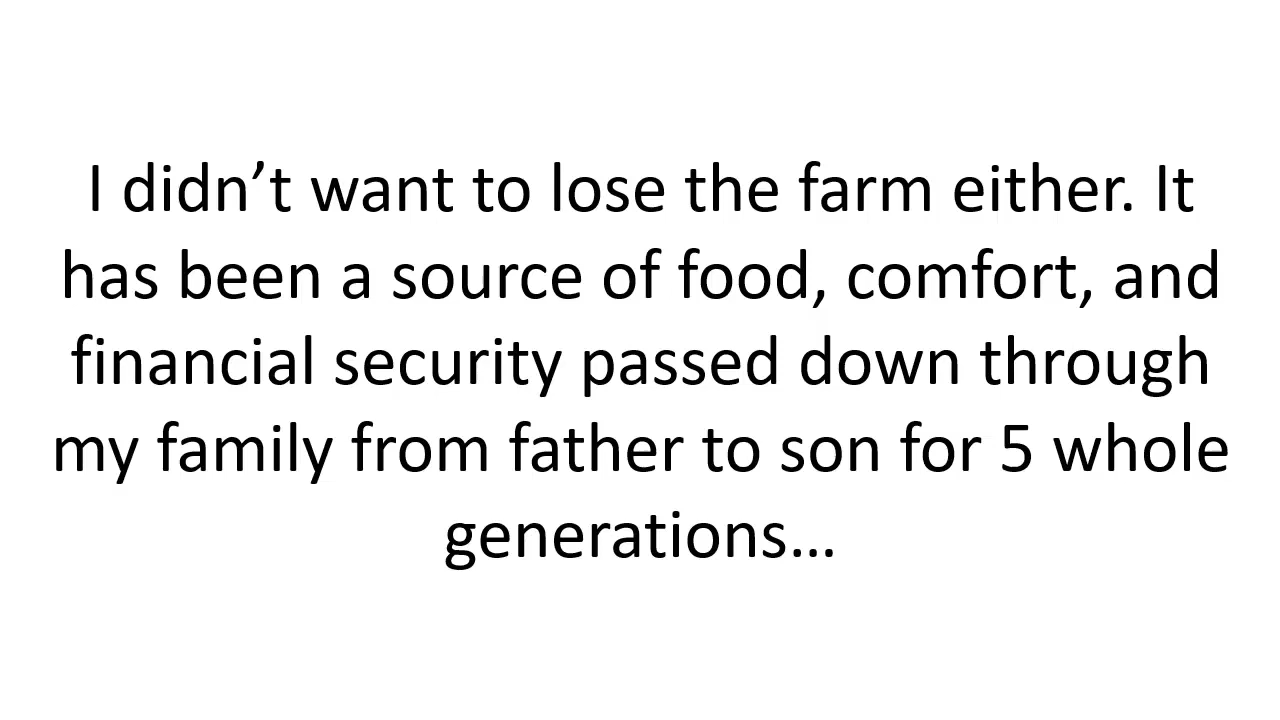 I didn’t want to lose the farm either. It
has been a source of food, comfort, and
financial security passed down through
my family from father to son for 5 whole
generations…